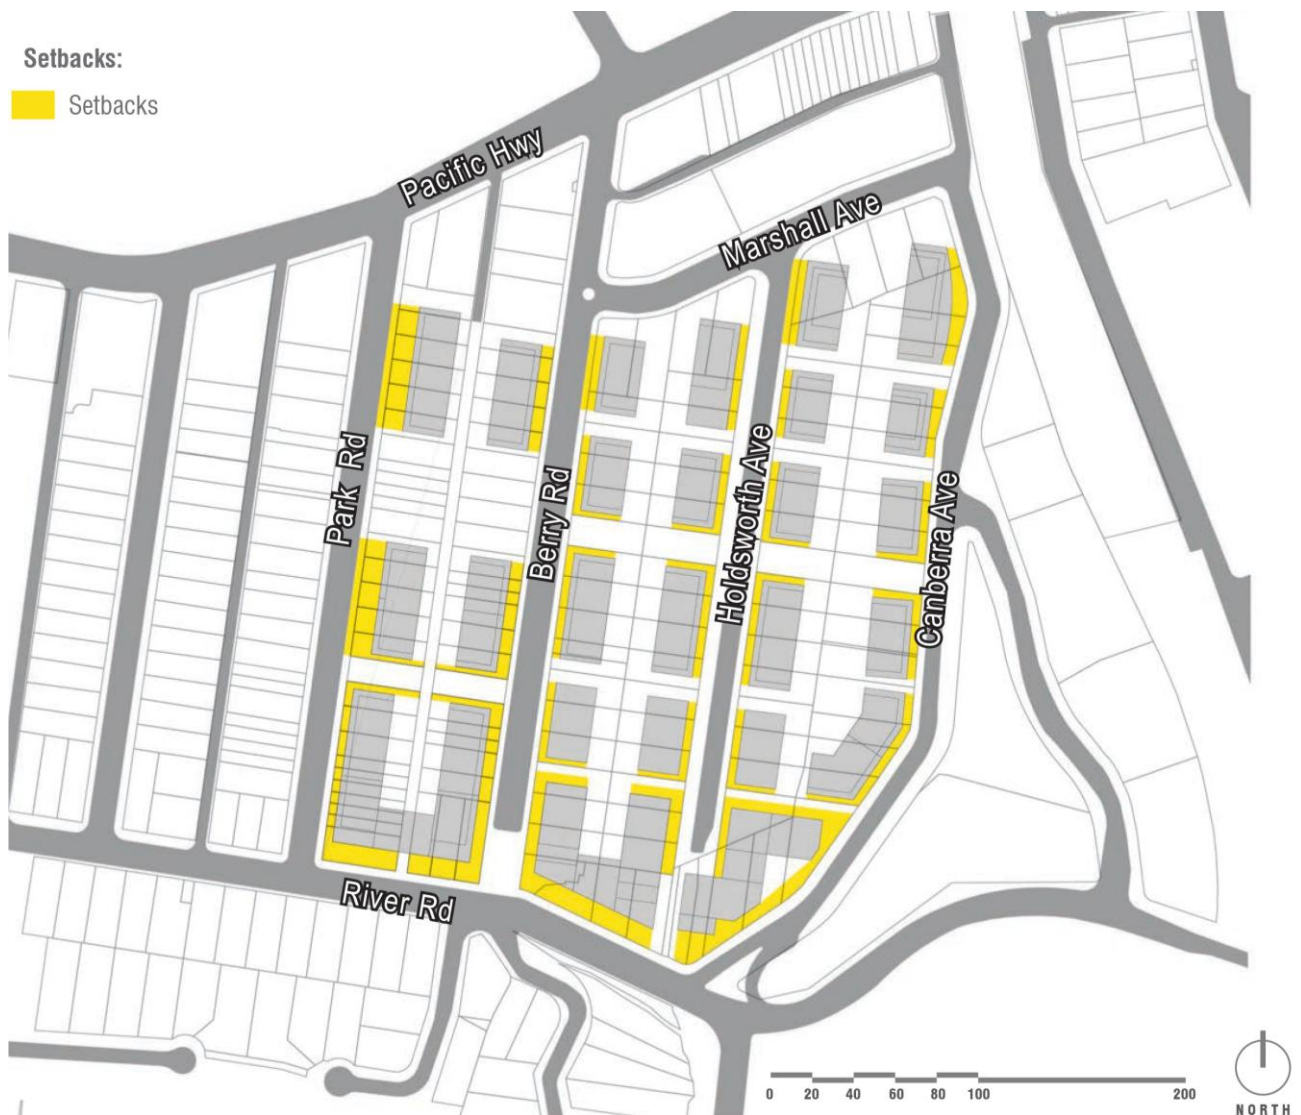 Setbacks:
Setbacks
Pacific Hwy
Marshall Ave
Park Rd
Berry Rd
Holdsworth Ave
Canberra Ave
River Rd
0 20 40 60 80 100 200
NORTH